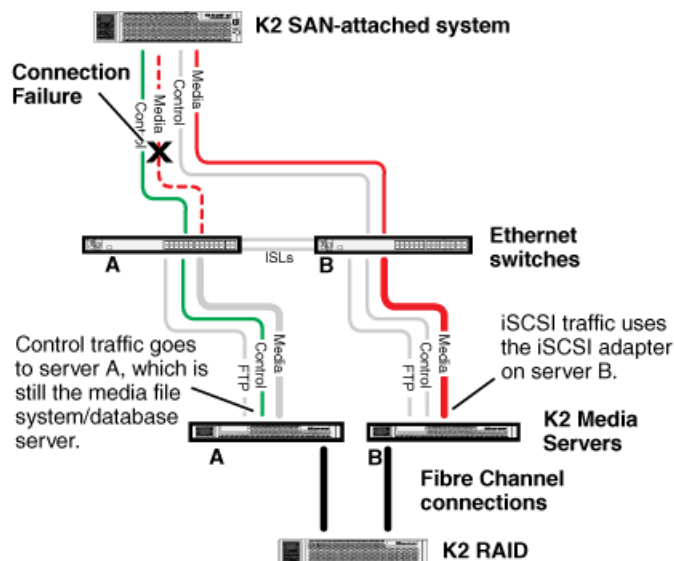 K2 SAN-attached system
Connection
Failure
Control
Media
Control
Media
A
ISLs
B
Ethernet
switches
Control traffic goes
to server A, which is
still the media file
system/database
server.
FTP
Control
Media
FTP
Control
Media
iSCSI traffic uses
the iSCSI adapter
on server B.
A
B
K2 Media
Servers
Fibre Channel
connections
K2 RAID